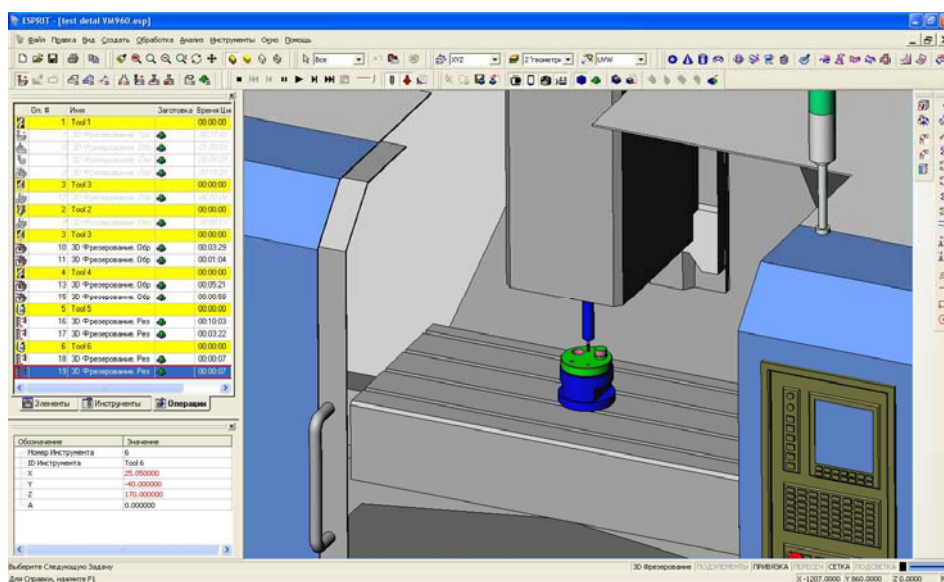 ESPRIT - [test detal VM960.esp]
Файл Правка Вид Создать Обработка Анализ Инструменты Окно Помощь
Все XYZ UVW
Оп. # Имя Заготовка Время Ци
1 Tool 1 00:00:00
3 Tool 3 00:00:00
2 Tool 2 00:00:00
3 Tool 3 00:00:00
10 3D Фрезерование. Обр 00:03:29
11 3D Фрезерование. Обр 00:01:04
4 Tool 4 00:00:00
13 3D Фрезерование. Обр 00:05:21
15 3D Фрезерование. Обр 00:00:59
5 Tool 5 00:00:00
16 3D Фрезерование. Рез 00:10:03
17 3D Фрезерование. Рез 00:03:22
6 Tool 6 00:00:00
18 3D Фрезерование. Рез 00:00:07
19 3D Фрезерование. Рез 00:00:07
Элементы Инструменты Операции
Обозначение Значение
Номер Инструмента 6
ID Инструмента Tool 6
X 25.050000
Y -40.000000
Z 170.000000
A 0.000000
Выберите Следующую Задачу
3D Фрезерование ПОДЭЛЕМЕНТЫ ПРИВЯЗКА ПЕРЕСЕЧ СЕТКА ПОДСВЕТКА
Для Справки, нажмите F1
X -1207.0000 Y 860.0000 Z 0.0000